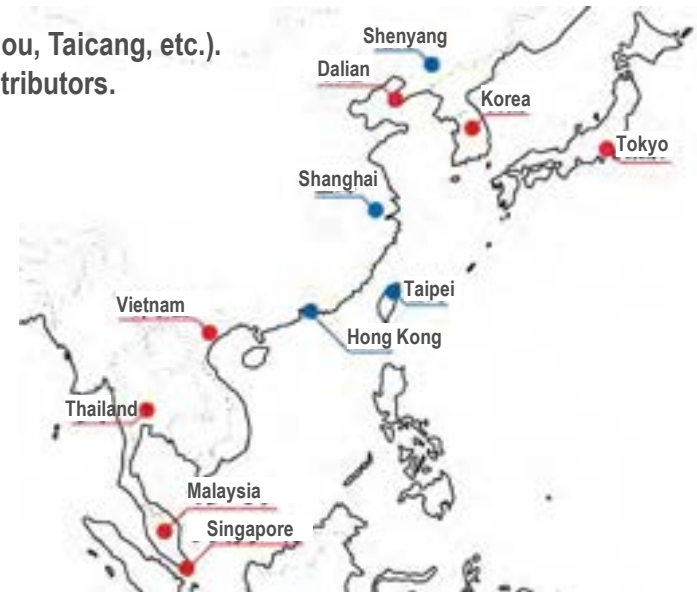 ou, Taicang, etc.).
tributors.
Shenyang
Dalian
Korea
Tokyo
Shanghai
Taipei
Vietnam
Hong Kong
Thailand
Malaysia
Singapore